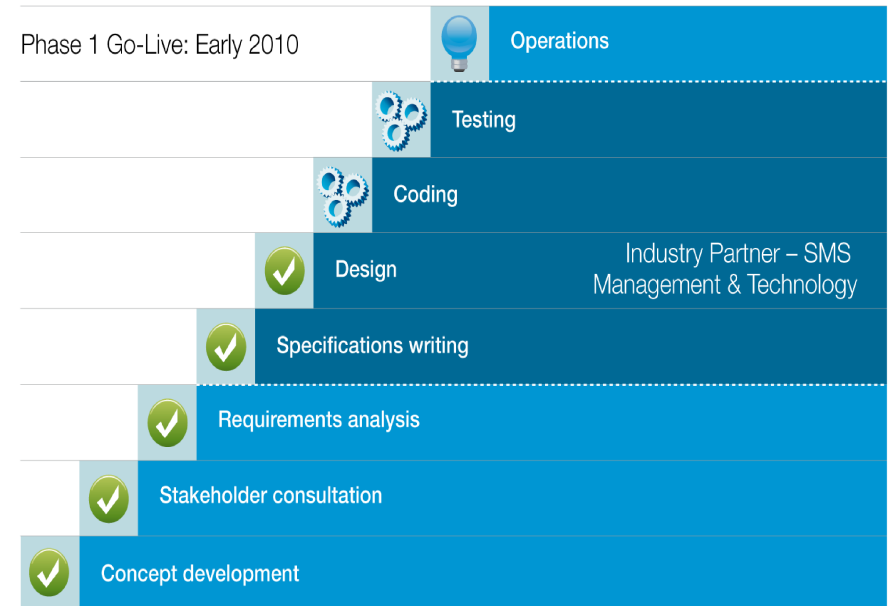 Phase 1 Go-Live: Early 2010
Operations
Testing
Coding
Design
Industry Partner – SMS
Management & Technology
Specifications writing
Requirements analysis
Stakeholder consultation
Concept development